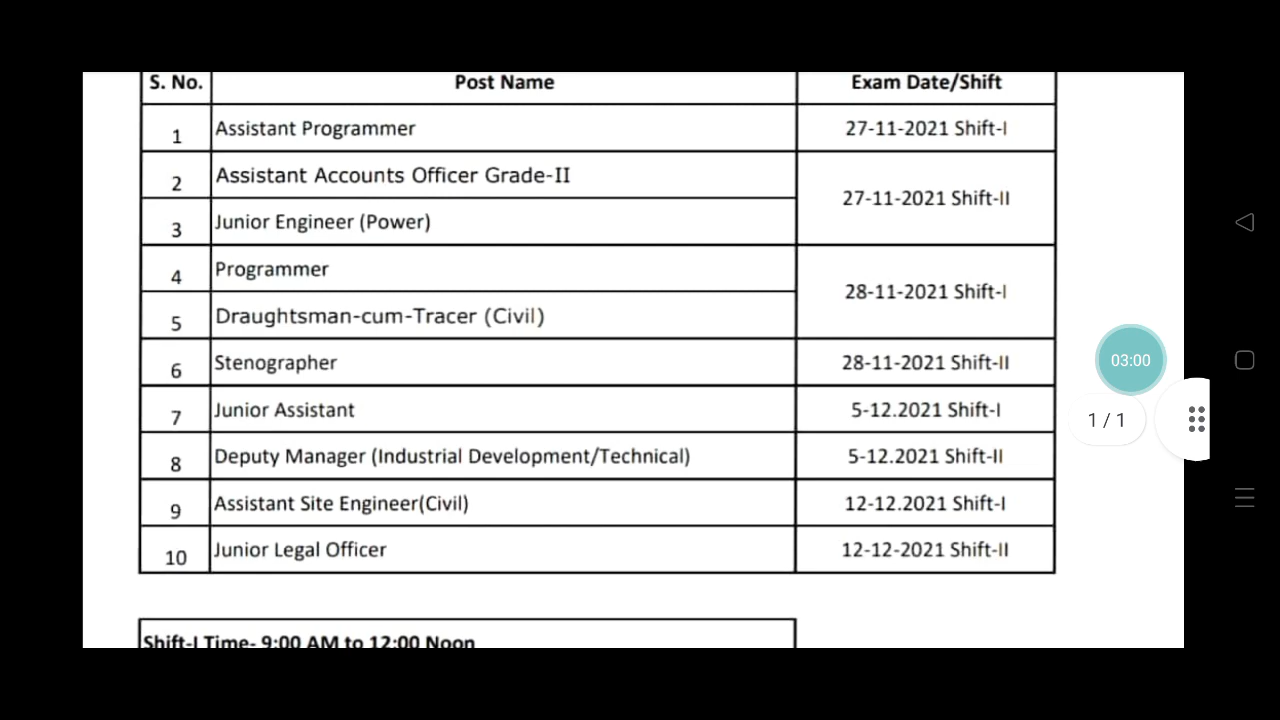 S. No. Post Name Exam Date/Shift
1 Assistant Programmer 27-11-2021 Shift-I
2 Assistant Accounts Officer Grade-II 27-11-2021 Shift-II
3 Junior Engineer (Power)
4 Programmer 28-11-2021 Shift-I
5 Draughtsman-cum-Tracer (Civil)
6 Stenographer 28-11-2021 Shift-II
7 Junior Assistant 5-12.2021 Shift-I
8 Deputy Manager (Industrial Development/Technical) 5-12.2021 Shift-II
9 Assistant Site Engineer(Civil) 12-12.2021 Shift-I
10 Junior Legal Officer 12-12-2021 Shift-II
Shift-I Time- 9:00 AM to 12:00 Noon
03:00
1 / 1